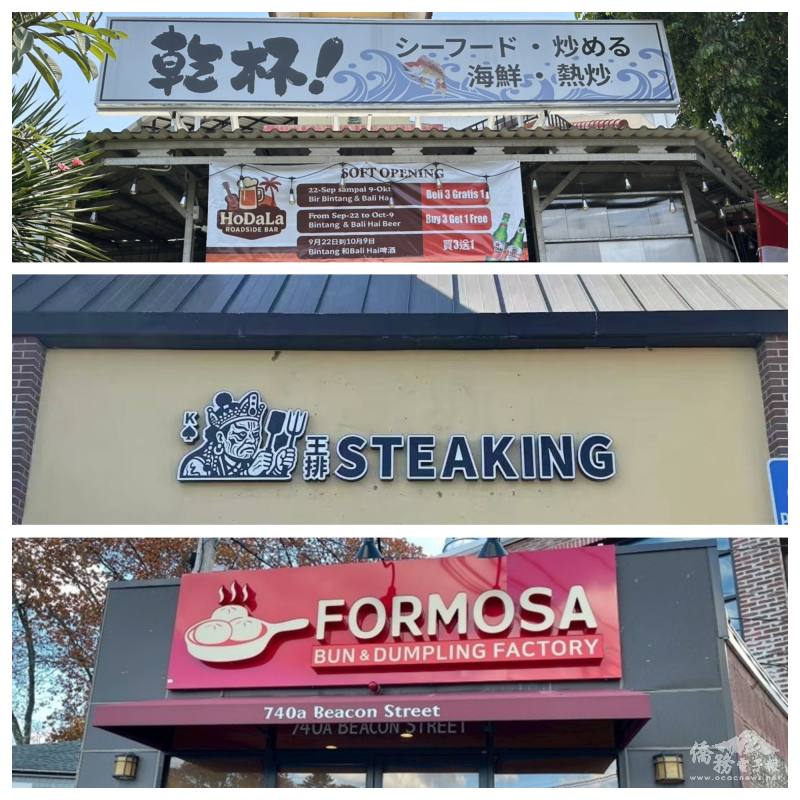 乾杯!
シーフード・炒める
海鮮・熱炒
SOFT OPENING
HoDaLa
ROADSIDE BAR
22-Sep sampai 9-Okt
Bir Bintang & Bali Ha
Beli 3 Gratis 1
From Sep-22 to Oct-9
Bintang & Bali Hai Beer
Buy 3 Get 1 Free
9月22日到10月9日
Bintang 和Bali Hai啤酒
買3送1
K
王排
STEAKING
FORMOSA
BUN & DUMPLING FACTORY
740a Beacon Street
740A BEACON STREET
僑務電子報
www.ocacnews.net